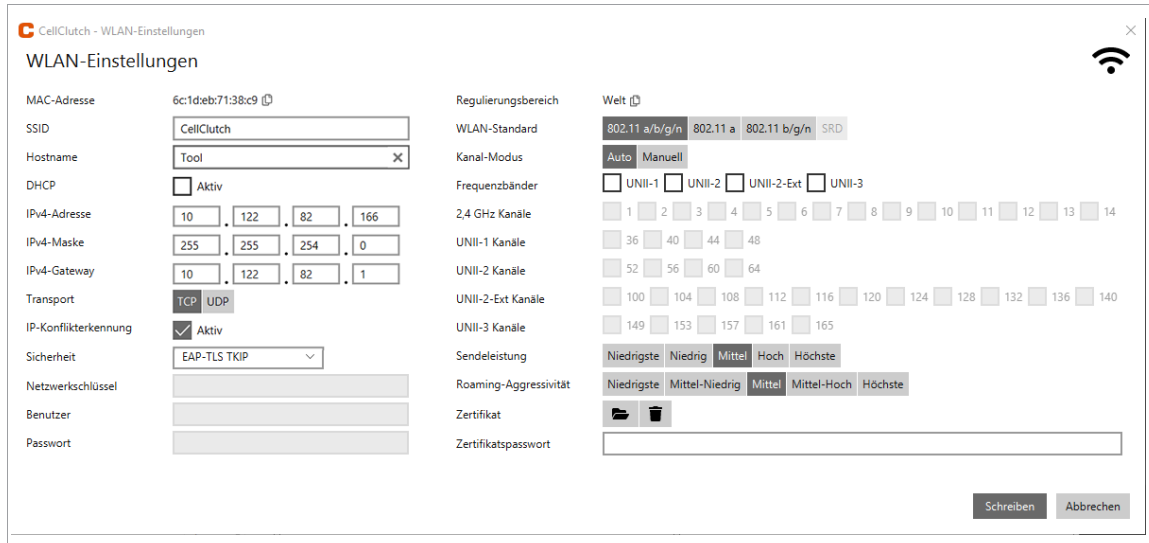 CellClutch - WLAN-Einstellungen
WLAN-Einstellungen
MAC-Adresse 6c:1d:eb:71:38:c9
SSID CellClutch
Hostname Tool
DHCP Aktiv
IPv4-Adresse 10 . 122 . 82 . 166
IPv4-Maske 255 . 255 . 254 . 0
IPv4-Gateway 10 . 122 . 82 . 1
Transport TCP UDP
IP-Konflikterkennung Aktiv
Sicherheit EAP-TLS TKIP
Netzwerkschlüssel
Benutzer
Passwort
Regulierungsbereich Welt
WLAN-Standard 802.11 a/b/g/n 802.11 a 802.11 b/g/n SRD
Kanal-Modus Auto Manuell
Frequenzbänder UNII-1 UNII-2 UNII-2-Ext UNII-3
2,4 GHz Kanäle 1 2 3 4 5 6 7 8 9 10 11 12 13 14
UNII-1 Kanäle 36 40 44 48
UNII-2 Kanäle 52 56 60 64
UNII-2-Ext Kanäle 100 104 108 112 116 120 124 128 132 136 140
UNII-3 Kanäle 149 153 157 161 165
Sendeleistung Niedrigste Niedrig Mittel Hoch Höchste
Roaming-Aggressivität Niedrigste Mittel-Niedrig Mittel Mittel-Hoch Höchste
Zertifikat
Zertifikatspasswort
Schreiben Abbrechen